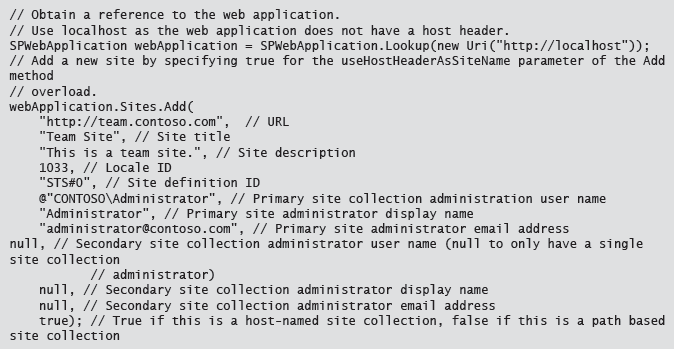 // Obtain a reference to the web application.
// Use localhost as the web application does not have a host header.
SPWebApplication webApplication = SPWebApplication.Lookup(new Uri("http://localhost"));
// Add a new site by specifying true for the useHostHeaderAsSiteName parameter of the Add
method
// overload.
webApplication.Sites.Add(
    "http://team.contoso.com",  // URL
    "Team Site", // Site title
    "This is a team site.", // Site description
    1033, // Locale ID
    "STS#0", // Site definition ID
    @"CONTOSO\Administrator", // Primary site collection administration user name
    "Administrator", // Primary site administrator display name
    "administrator@contoso.com", // Primary site administrator email address
null, // Secondary site collection administrator user name (null to only have a single
site collection
           // administrator)
    null, // Secondary site collection administrator display name
    null, // Secondary site collection administrator email address
    true); // True if this is a host-named site collection, false if this is a path based
site collection